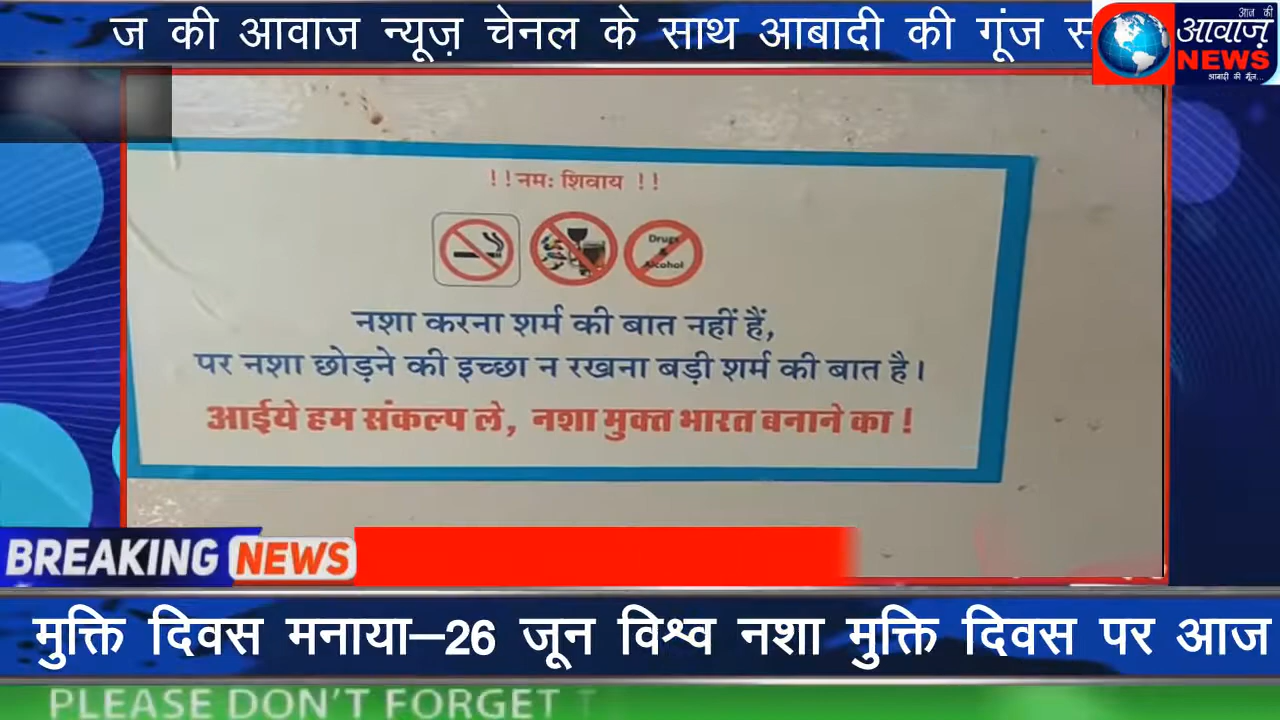 ज की आवाज न्यूज़ चेनल के साथ आबादी की गूंज स
आज की
आवाज़
NEWS
आबादी की गूँज...
!!नमः शिवाय !!
Drugs
&
Alcohol
नशा करना शर्म की बात नहीं हैं,
पर नशा छोड़ने की इच्छा न रखना बड़ी शर्म की बात है।
आईये हम संकल्प ले, नशा मुक्त भारत बनाने का !
BREAKING NEWS
मुक्ति दिवस मनाया–26 जून विश्व नशा मुक्ति दिवस पर आज
PLEASE DON'T FORGET T